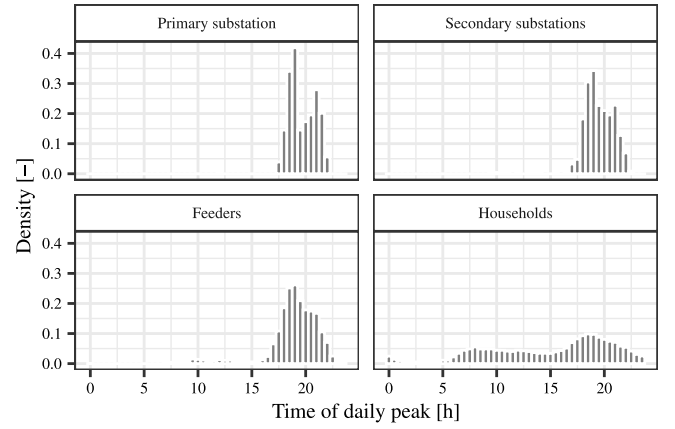 Primary substation
Secondary substations
0.4
0.3
0.2
0.1
0.0
Density [−]
Feeders
Households
0.4
0.3
0.2
0.1
0.0
0 5 10 15 20
0 5 10 15 20
Time of daily peak [h]